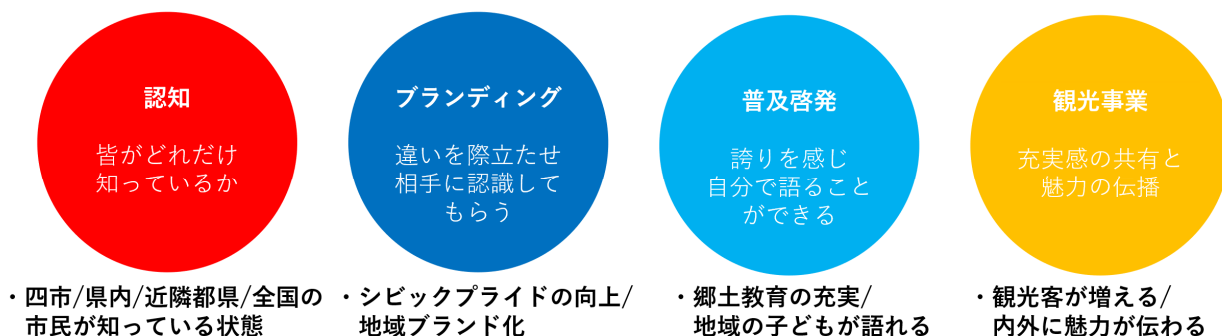 認知
皆がどれだけ
知っているか
ブランディング
違いを際立たせ
相手に認識して
もらう
普及啓発
誇りを感じ
自分で語ること
ができる
観光事業
充実感の共有と
魅力の伝播
・四市/県内/近隣都県/全国の
市民が知っている状態
・シビックプライドの向上/
地域ブランド化
・郷土教育の充実/
地域の子どもが語れる
・観光客が増える/
内外に魅力が伝わる